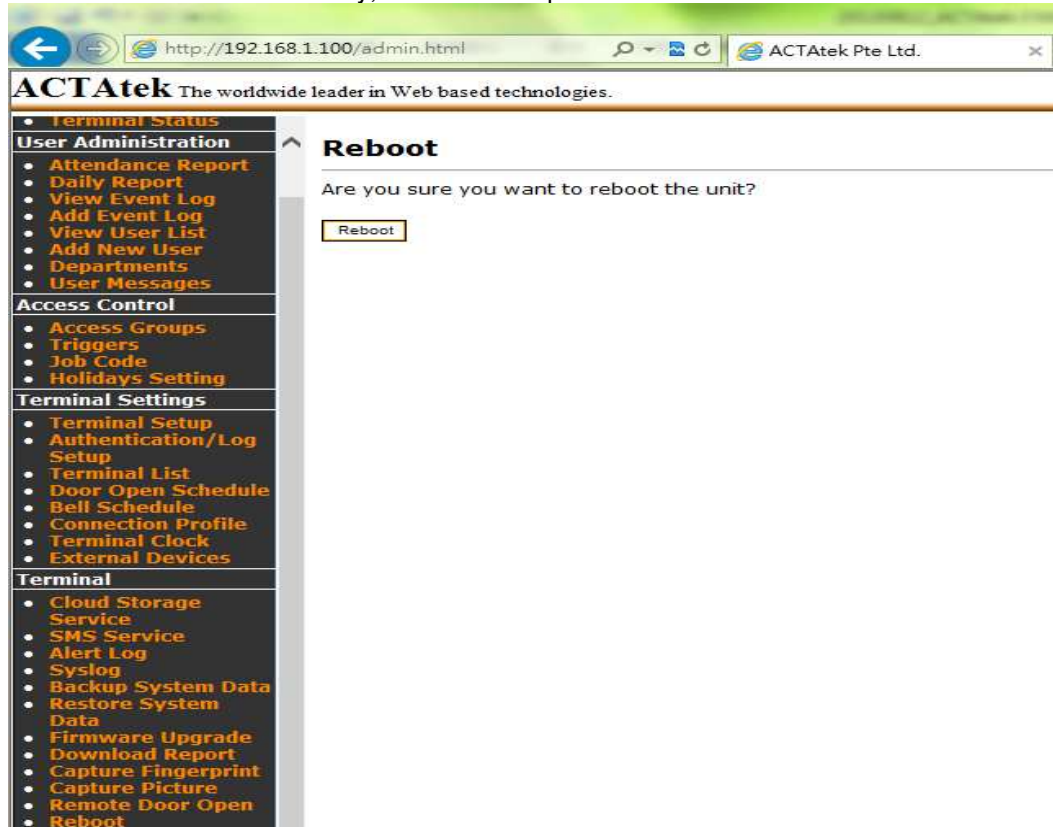 http://192.168.1.100/admin.html
ACTAtek Pte Ltd.
ACTAtek The worldwide leader in Web based technologies.
Terminal Status
User Administration
Attendance Report
Daily Report
View Event Log
Add Event Log
View User List
Add New User
Departments
User Messages
Access Control
Access Groups
Triggers
Job Code
Holidays Setting
Terminal Settings
Terminal Setup
Authentication/Log
Setup
Terminal List
Door Open Schedule
Bell Schedule
Connection Profile
Terminal Clock
External Devices
Terminal
Cloud Storage
Service
SMS Service
Alert Log
Syslog
Backup System Data
Restore System
Data
Firmware Upgrade
Download Report
Capture Fingerprint
Capture Picture
Remote Door Open
Reboot
Reboot
Are you sure you want to reboot the unit?
Reboot